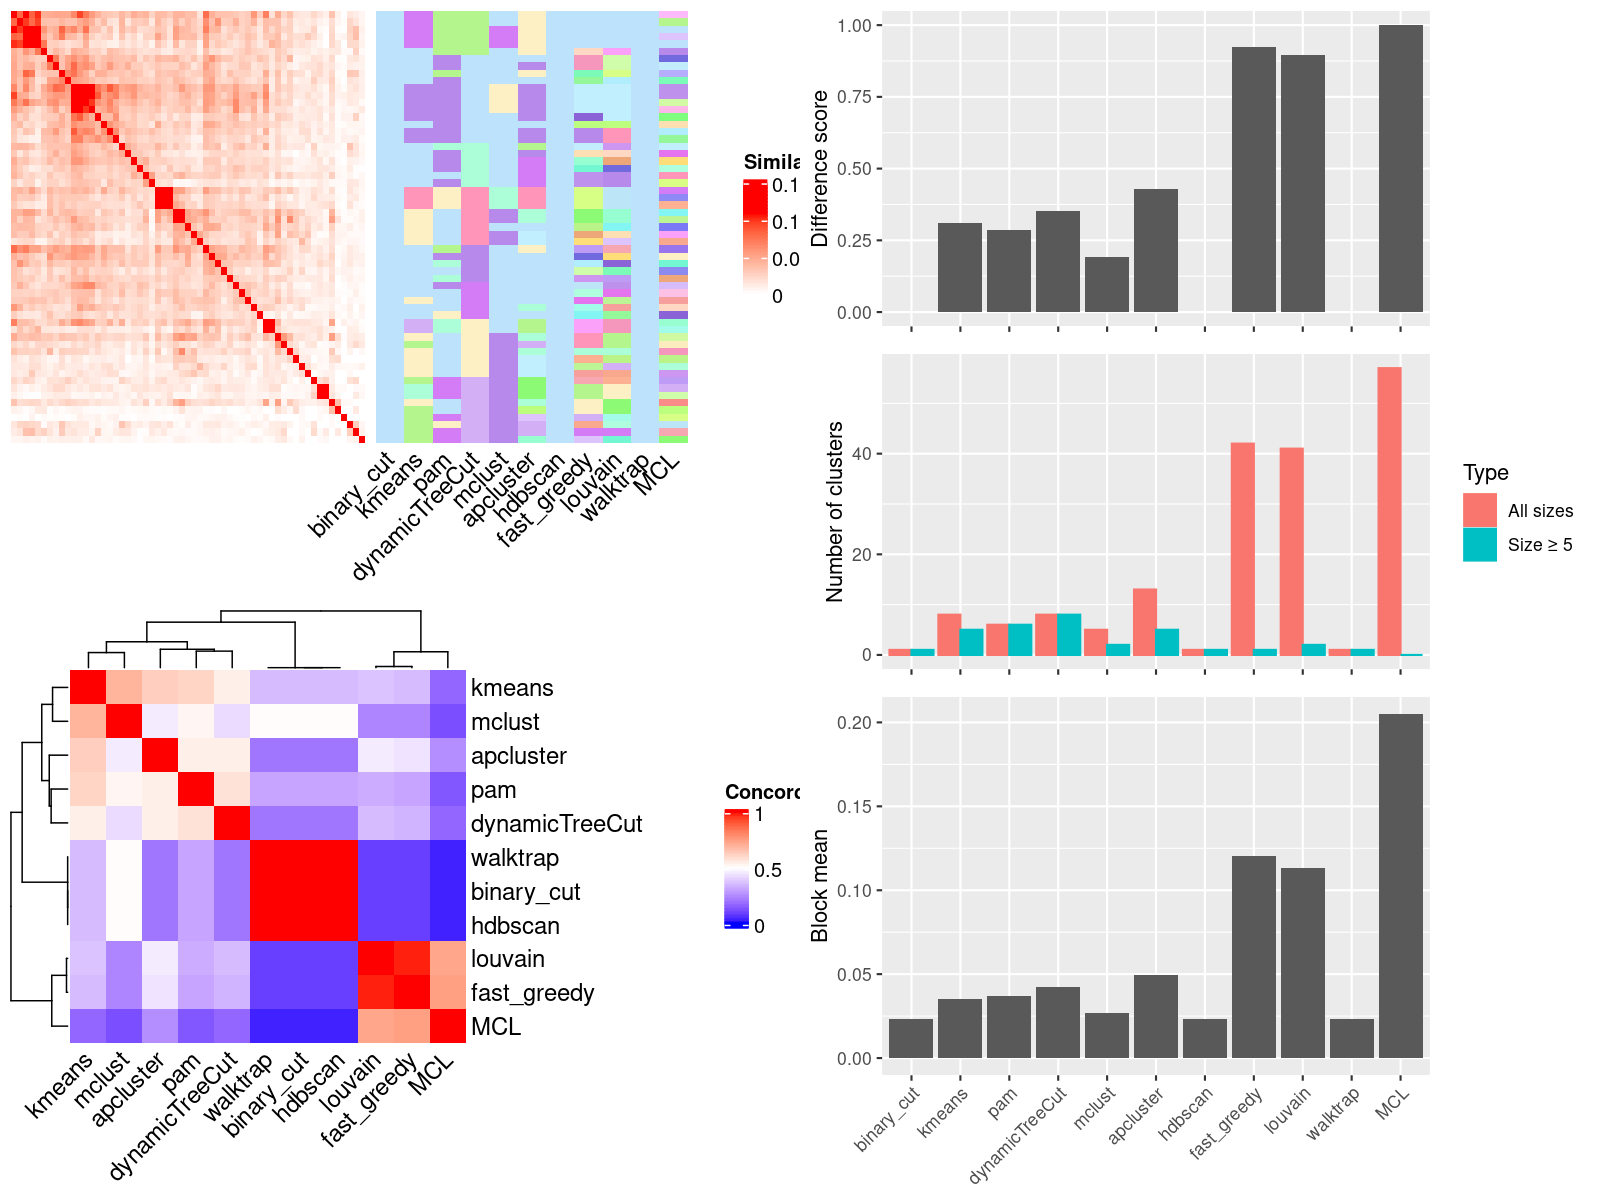 Simila
0.1
0.1
0.0
0
binary_cut
kmeans
pam
dynamicTreeCut
mclust
apcluster
hdbscan
fast_greedy
louvain
walktrap
MCL
kmeans
mclust
apcluster
pam
dynamicTreeCut
walktrap
binary_cut
hdbscan
louvain
fast_greedy
MCL
kmeans
mclust
apcluster
pam
dynamicTreeCut
walktrap
binary_cut
hdbscan
louvain
fast_greedy
MCL
Concord
1
0.5
0
Difference score
1.00
0.75
0.50
0.25
0.00
Number of clusters
40
20
0
Type
All sizes
Size ≥ 5
Block mean
0.20
0.15
0.10
0.05
0.00
binary_cut
kmeans
pam
dynamicTreeCut
mclust
apcluster
hdbscan
fast_greedy
louvain
walktrap
MCL